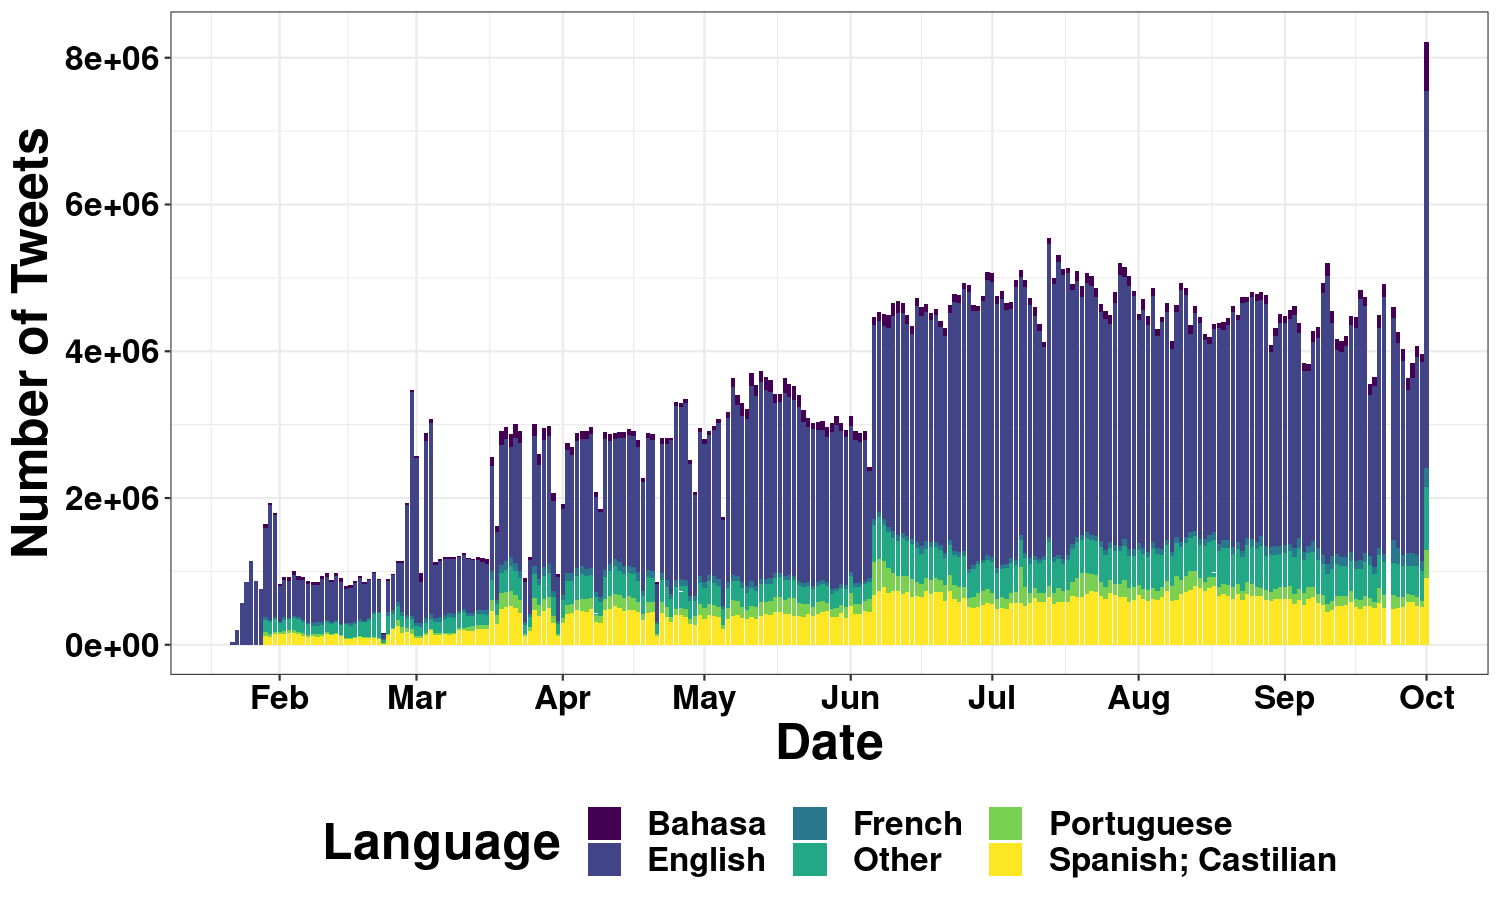 Number of Tweets
8e+06
6e+06
4e+06
2e+06
0e+00
Feb Mar Apr May Jun Jul Aug Sep Oct
Date
Language
Bahasa French Portuguese
English Other Spanish; Castilian